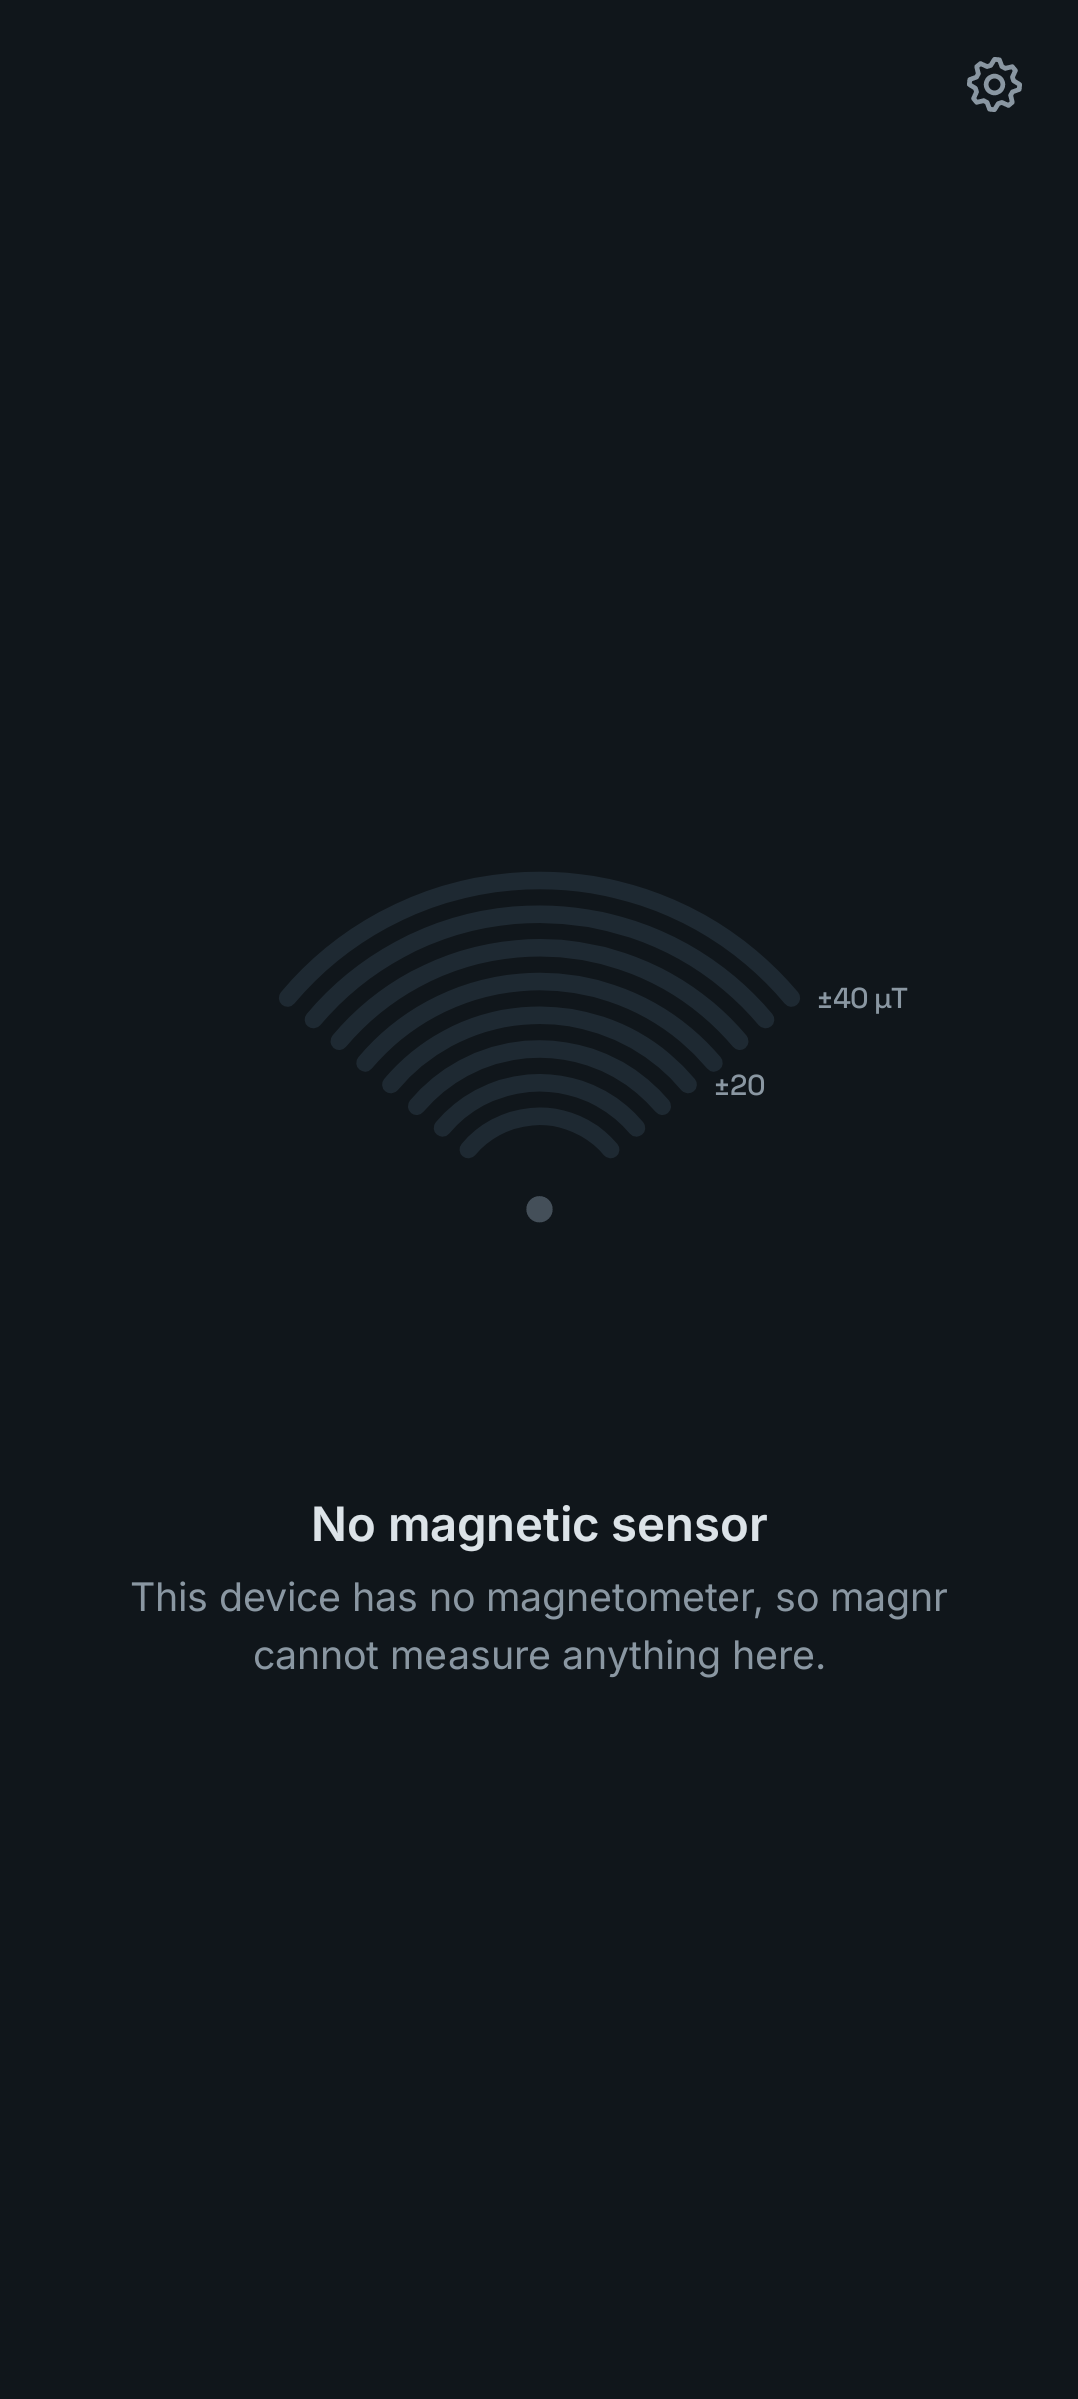 ±40 µT
±20
No magnetic sensor
This device has no magnetometer, so magnr
cannot measure anything here.